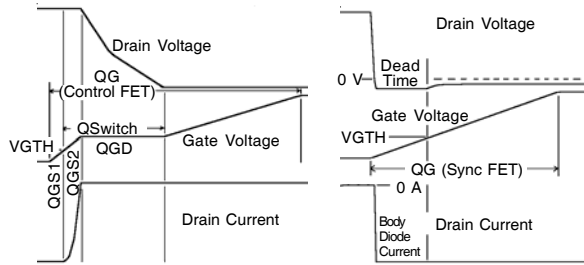 Drain Voltage
QG
(Control FET)
QSwitch
VGTH
QGD
Gate Voltage
QGS1
QGS2
Drain Current
Drain Voltage
0 V
Dead
Time
Gate Voltage
VGTH
QG (Sync FET)
0 A
Body
Diode
Current
Drain Current